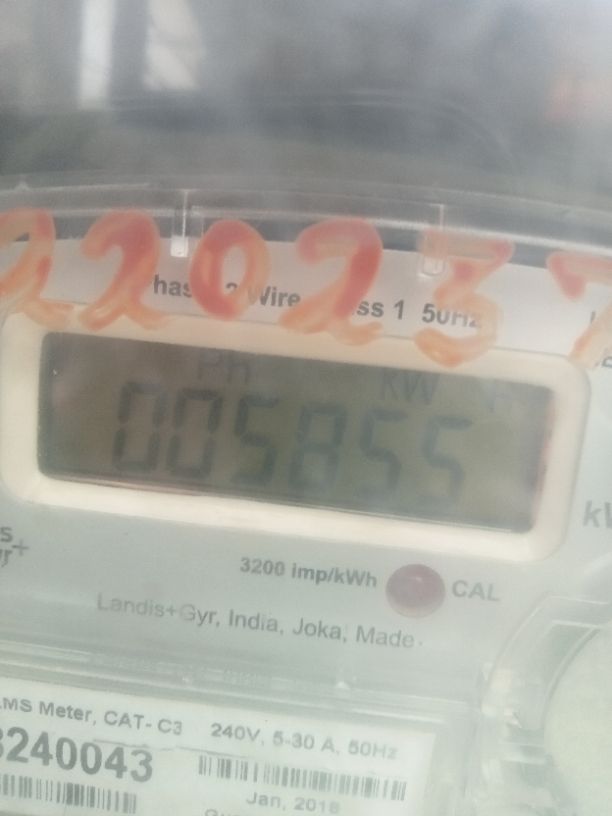 220237
2 Wire
ss 1 50Hz
Ph kW
005855
3200 imp/kWh CAL
Landis+Gyr, India, Joka, Made
MS Meter, CAT- C3 240V, 5-30 A, 50Hz
240043
Jan, 2018